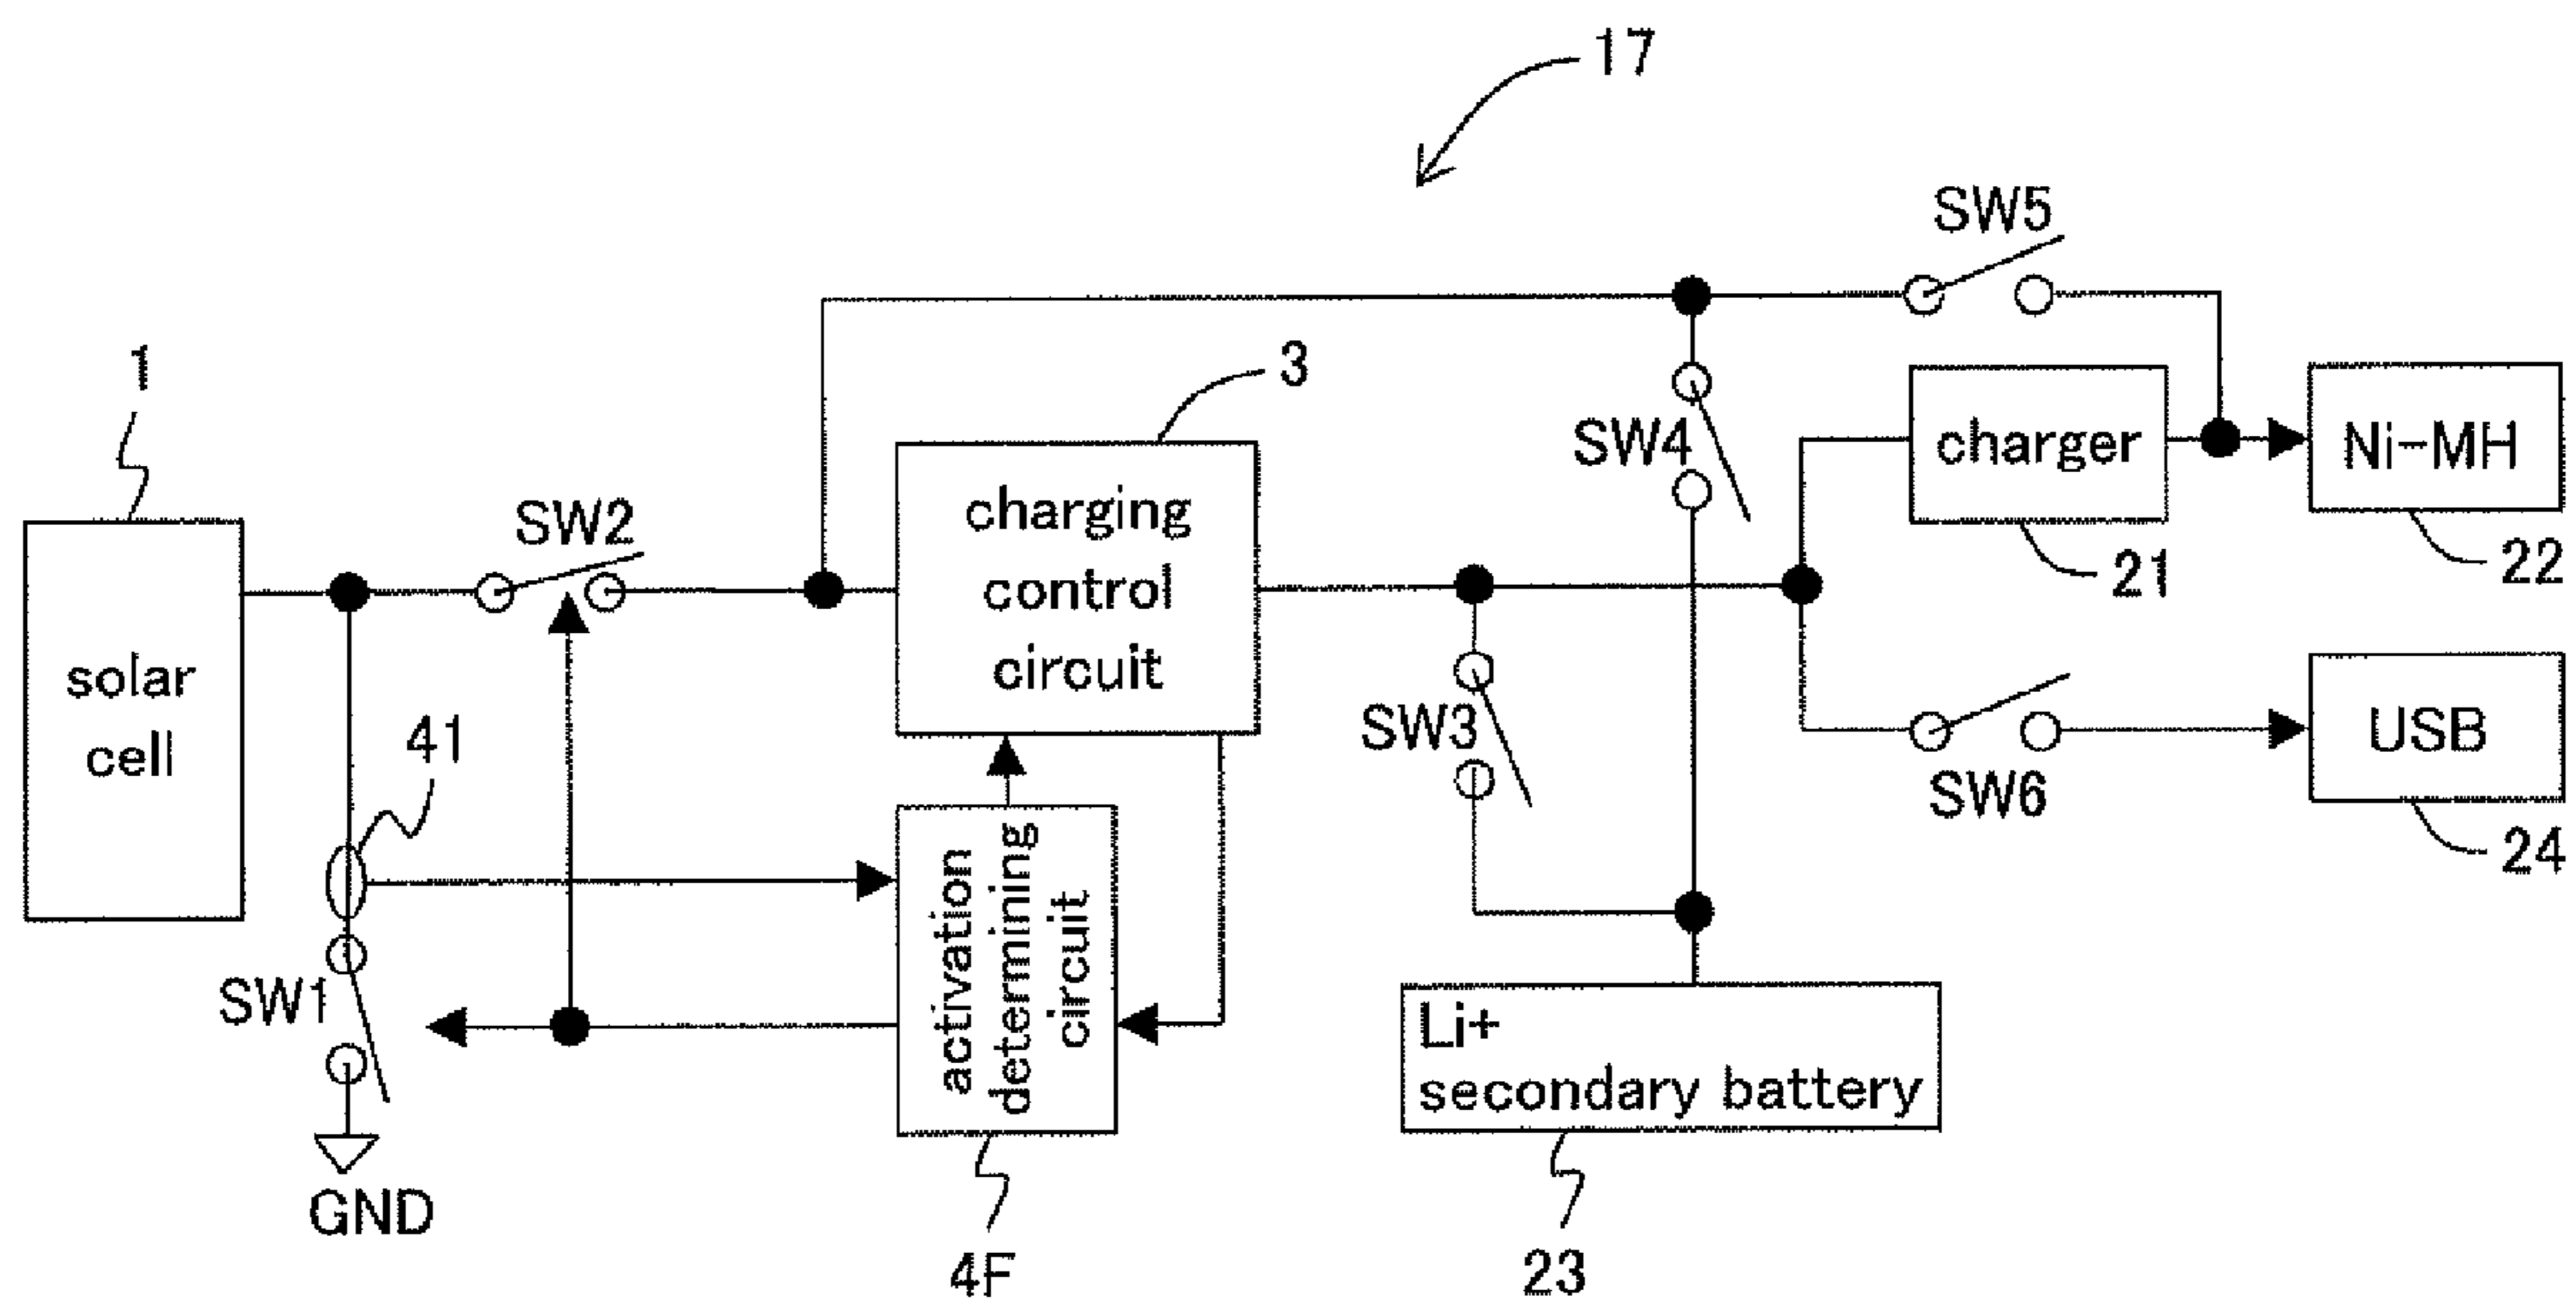 17
SW5
1
3
SW4
charger
Ni-MH
SW2
charging
control
circuit
21
22
solar
cell
41
SW3
USB
SW6
24
activation
determining
circuit
SW1
Li+
secondary battery
GND
4F
23